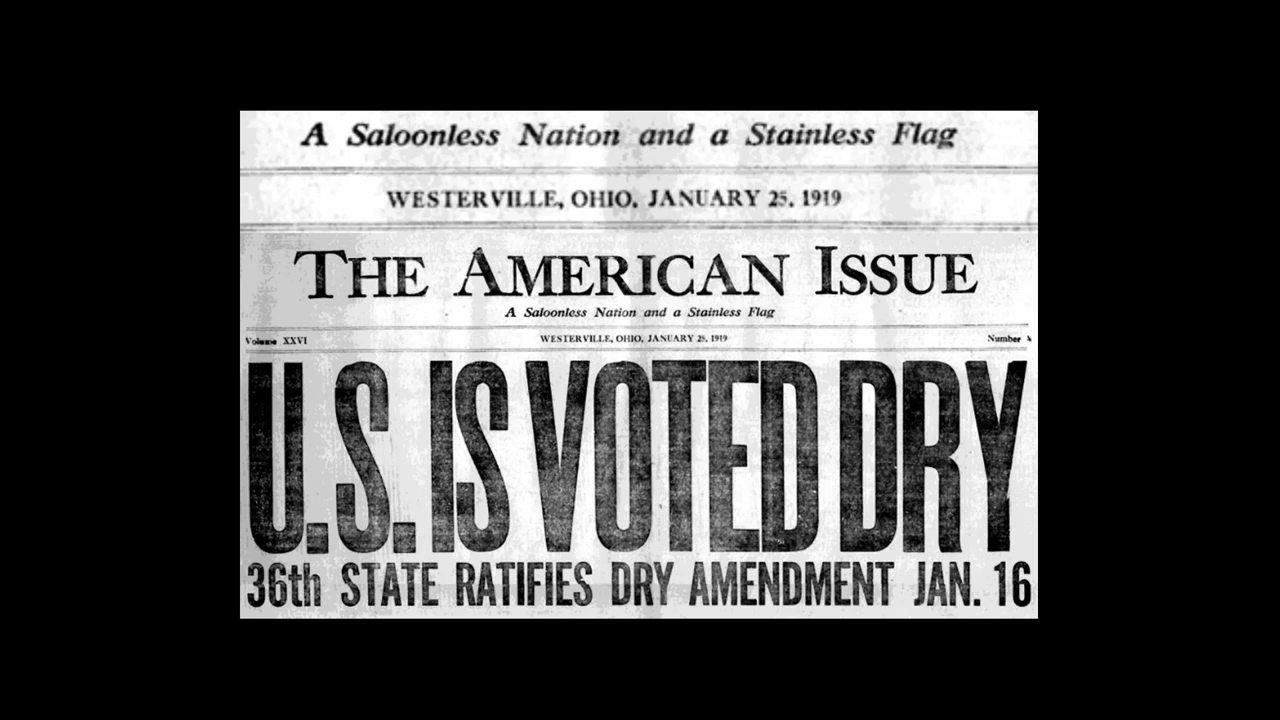 A Saloonless Nation and a Stainless Flag
WESTERVILLE, OHIO, JANUARY 25, 1919
THE AMERICAN ISSUE
A Saloonless Nation and a Stainless Flag
Volume XXVI WESTERVILLE, OHIO, JANUARY 25, 1919 Number
U.S. IS VOTED DRY
36th STATE RATIFIES DRY AMENDMENT JAN. 16